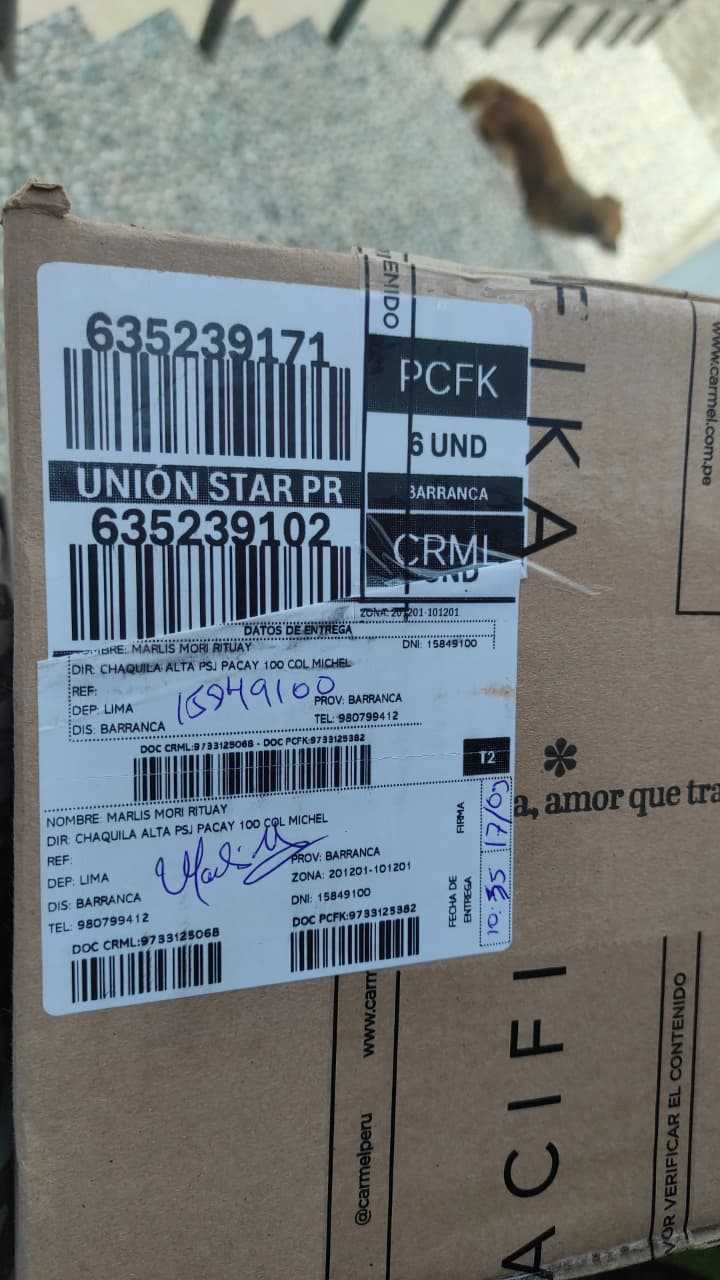 635239171
UNIÓN STAR PR
635239102
TENIDO
PCFK
6 UND
BARRANCA
CRML
UND
ZONA: 201201-101201
DATOS DE ENTREGA
MBRE: MARLIS MORI RITUAY DNI: 15849100
DIR: CHAQUILA ALTA PSJ PACAY 100 COL MICHEL
REF:
15849100
DEP: LIMA PROV: BARRANCA
DIS: BARRANCA TEL: 980799412
DOC CRML:9733125068 - DOC PCFK:9733125382
T2
NOMBRE: MARLIS MORI RITUAY
DIR: CHAQUILA ALTA PSJ PACAY 100 COL MICHEL
REF:
PROV: BARRANCA
DEP: LIMA
ZONA: 201201-101201
DIS: BARRANCA
DNI: 15849100
TEL: 980799412
DOC CRML:9733125068
DOC PCFK:9733125382
FIRMA
FECHA DE
ENTREGA
10:35 17/09
FIKA
www.carmel.com.pe
a, amor que tra
ACIFI
www.carm
@carmelperu
VOR VERIFICAR EL CONTENIDO